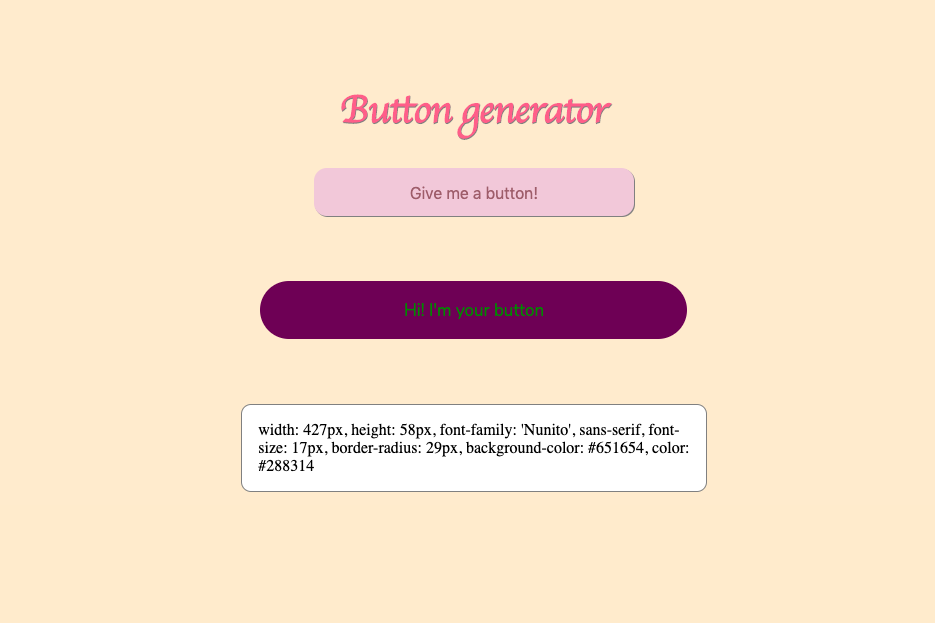 Button generator
Give me a button!
Hi! I'm your button
width: 427px, height: 58px, font-family: 'Nunito', sans-serif, font-
size: 17px, border-radius: 29px, background-color: #651654, color:
#288314